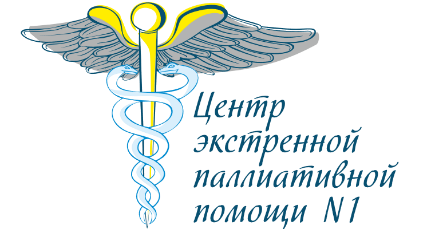 Центр
экстренной
паллиативной
помощи N1